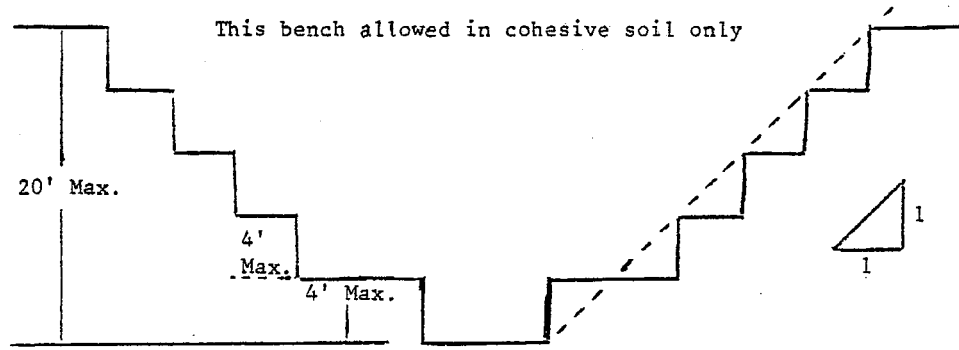 This bench allowed in cohesive soil only
20' Max.
4'
Max.
4' Max.
1
1